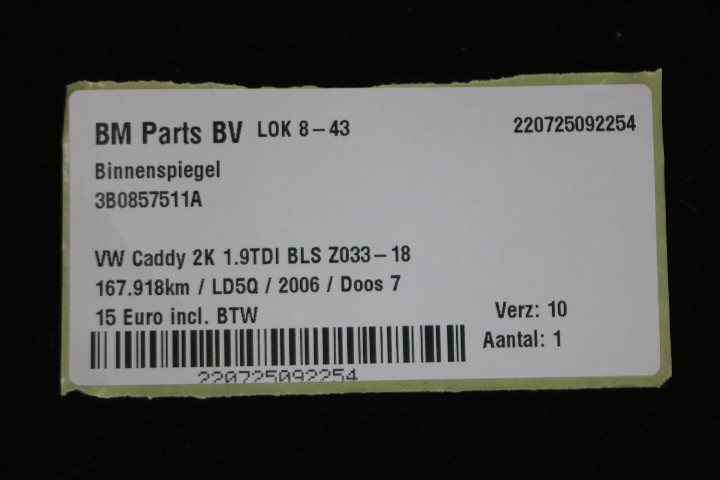 BM Parts BV LOK 8-43 220725092254
Binnenspiegel
3B0857511A
VW Caddy 2K 1.9TDI BLS Z033-18
167.918km / LD5Q / 2006 / Doos 7
15 Euro incl. BTW Verz: 10
Aantal: 1
220725092254